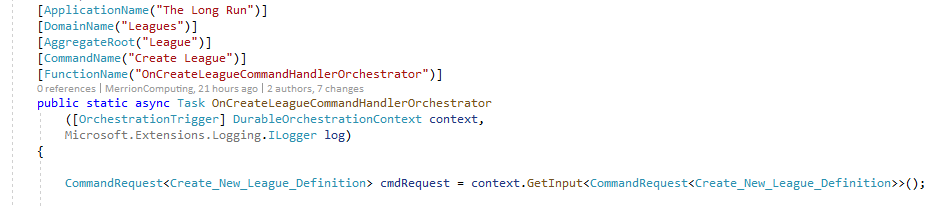 [ApplicationName("The Long Run")]
[DomainName("Leagues")]
[AggregateRoot("League")]
[CommandName("Create League")]
[FunctionName("OnCreateLeagueCommandHandlerOrchestrator")]
0 references | MerrionComputing, 21 hours ago | 2 authors, 7 changes
public static async Task OnCreateLeagueCommandHandlerOrchestrator
([OrchestrationTrigger] DurableOrchestrationContext context,
Microsoft.Extensions.Logging.ILogger log)
{
CommandRequest<Create_New_League_Definition> cmdRequest = context.GetInput<CommandRequest<Create_New_League_Definition>>();